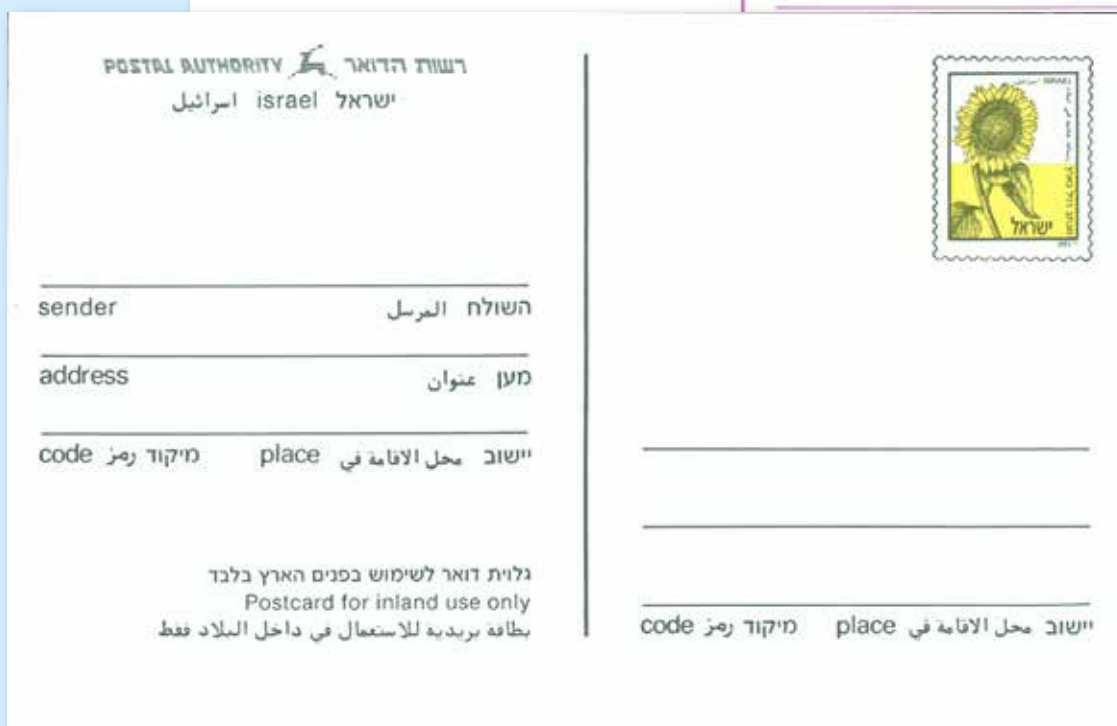 POSTAL AUTHORITY רשות הדואר
ישראל israel اسرائيل
sender השולח المرسل
address מען عنوان
code מיקוד رمز place יישוב محل الاقامة في
גלוית דואר לשימוש בפנים הארץ בלבד
Postcard for inland use only
بطاقة بريدية للاستعمال في داخل البلاد فقط
ISRAEL اسرائيل
ישראל
code מיקוד رمز place יישוב محل الاقامة في